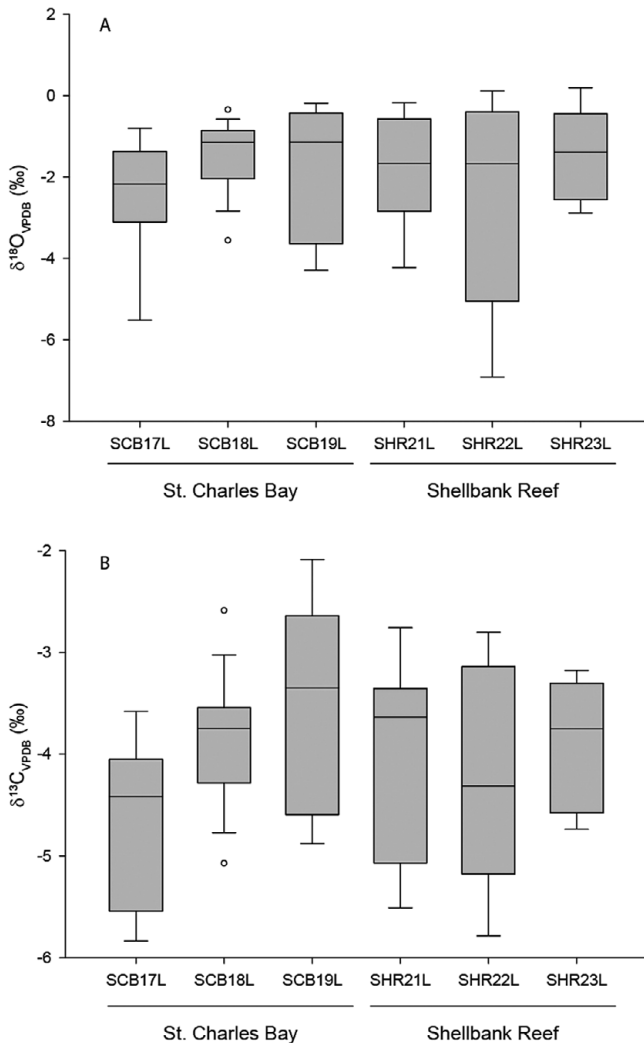 A
0
-2
-4
-6
-8
δ18OVPDB (‰)
SCB17L SCB18L SCB19L SHR21L SHR22L SHR23L
St. Charles Bay Shellbank Reef
B
-2
-3
-4
-5
-6
δ13CVPDB (‰)
SCB17L SCB18L SCB19L SHR21L SHR22L SHR23L
St. Charles Bay Shellbank Reef